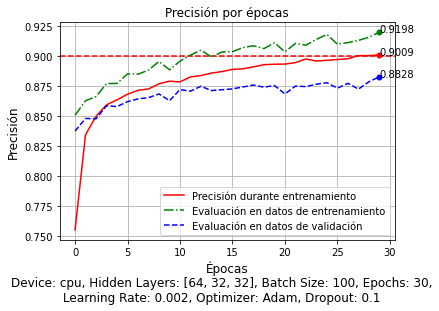 Precisión por épocas
Precisión
0.925
0.900
0.875
0.850
0.825
0.800
0.775
0.750
0.9198
0.9009
0.8828
Precisión durante entrenamiento
Evaluación en datos de entrenamiento
Evaluación en datos de validación
0 5 10 15 20 25 30
Épocas
Device: cpu, Hidden Layers: [64, 32, 32], Batch Size: 100, Epochs: 30,
Learning Rate: 0.002, Optimizer: Adam, Dropout: 0.1